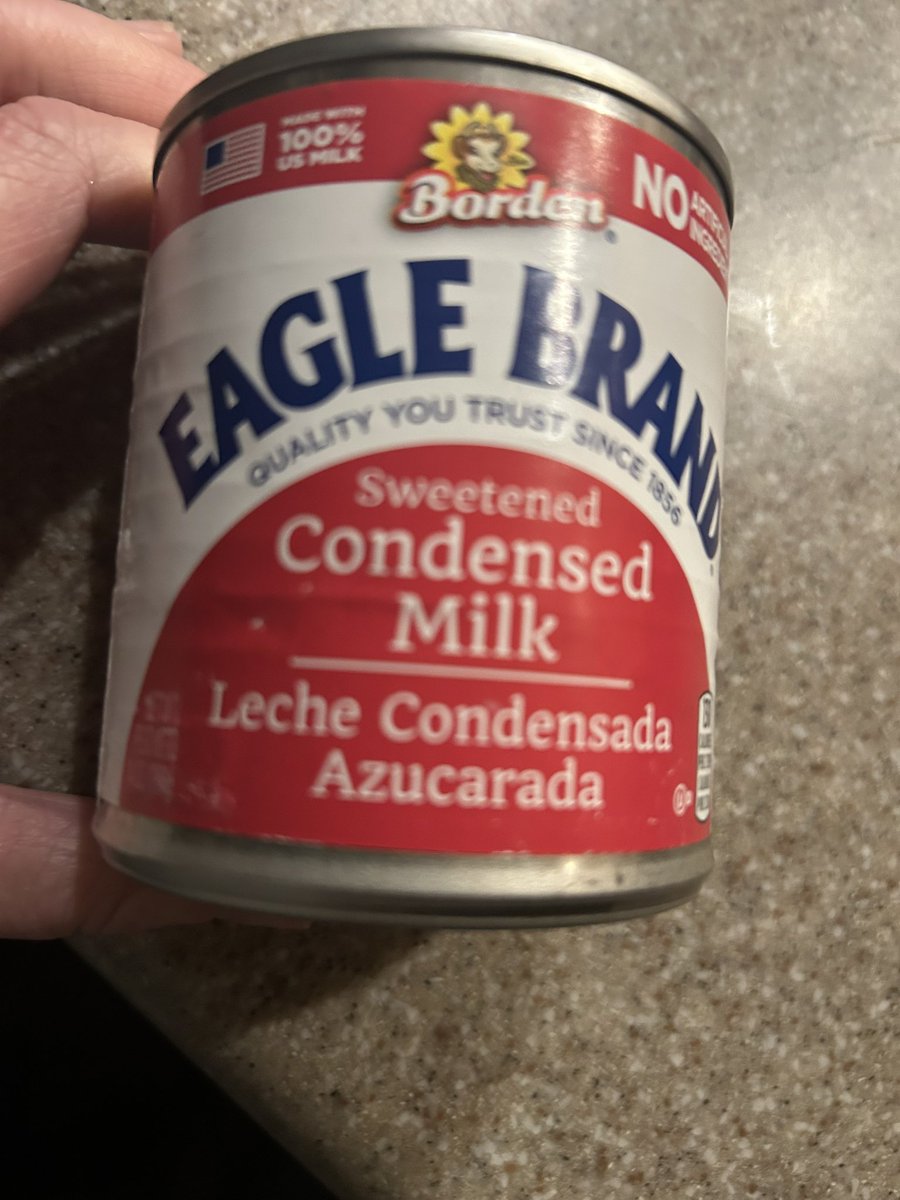 MADE WITH
100%
US MILK
Borden®
NO
EAGLE BRAND®
QUALITY YOU TRUST SINCE 1856
Sweetened
Condensed
Milk
Leche Condensada
Azucarada